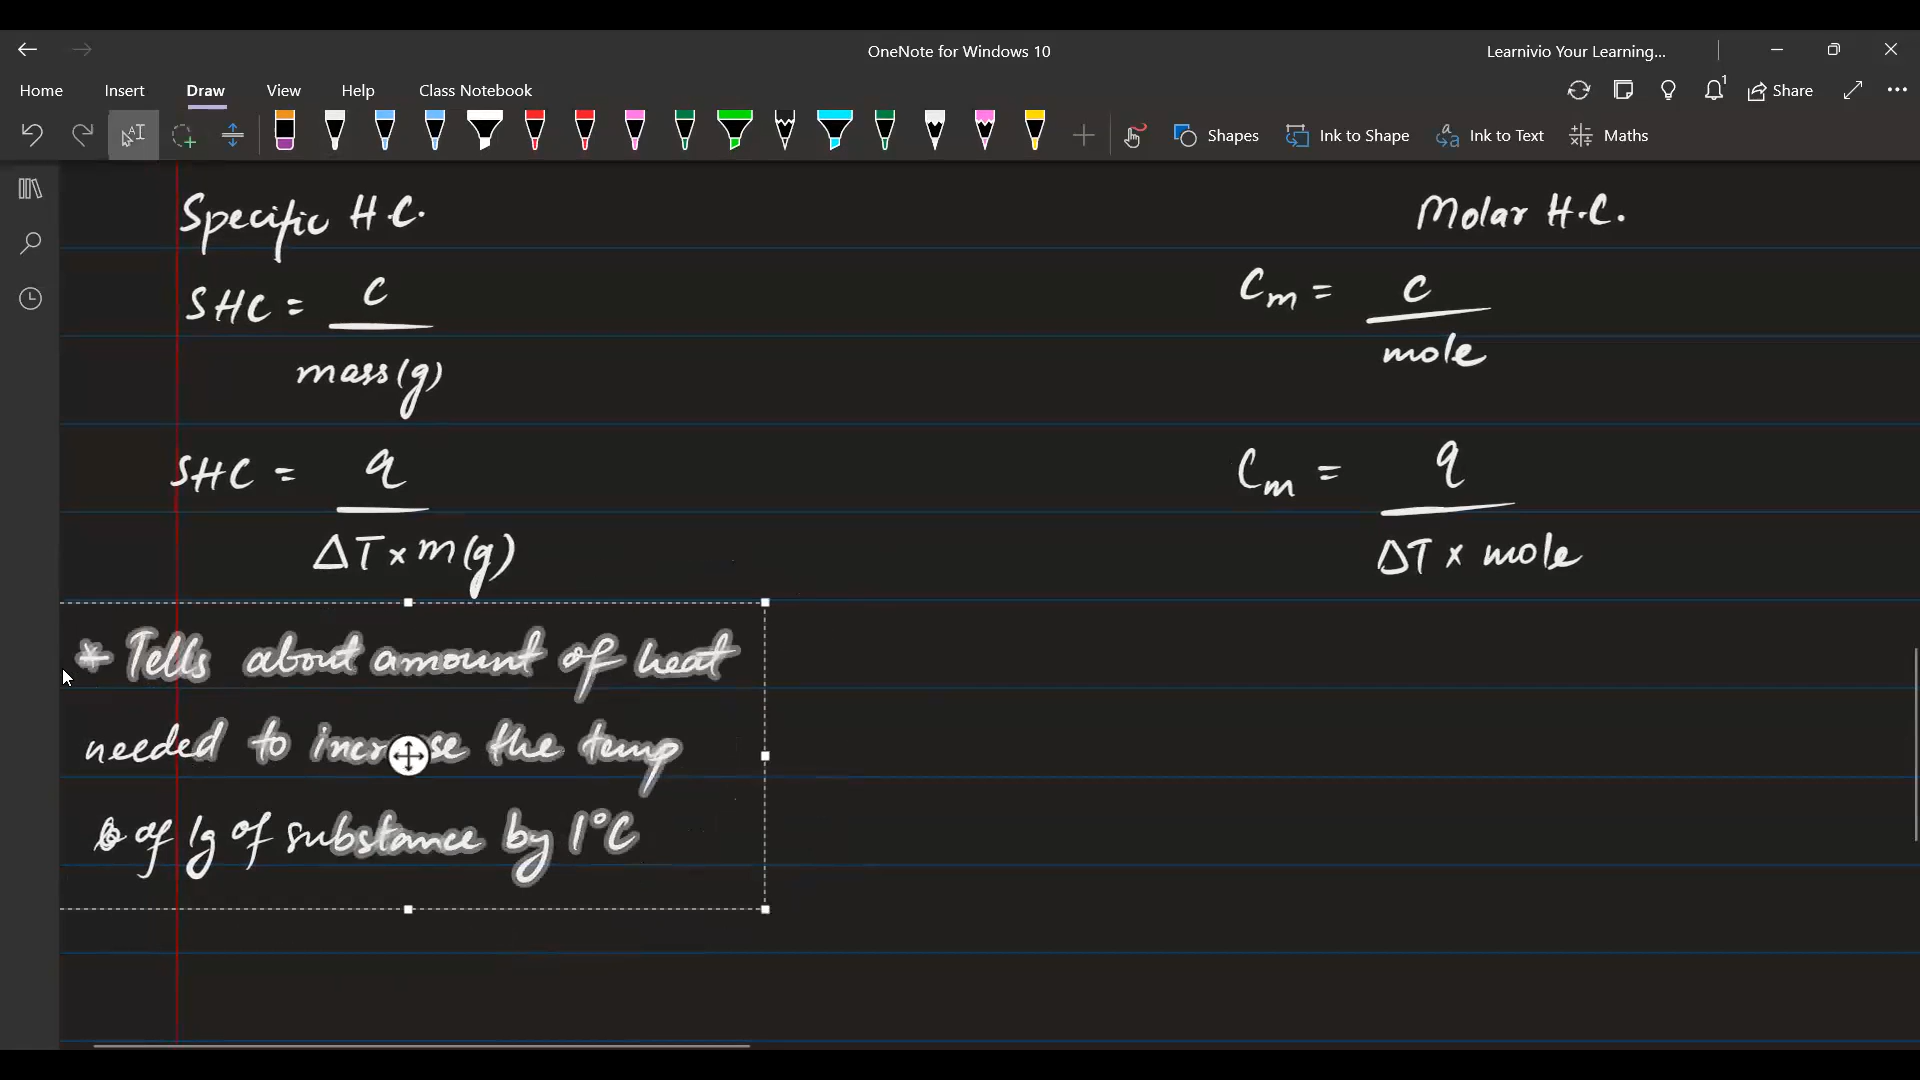 OneNote for Windows 10
Learnivio Your Learning...
Home Insert Draw View Help Class Notebook
1
Share
Shapes Ink to Shape Ink to Text Maths
Specific H.C.
SHC = c
mass(g)
SHC = q
ΔT × m(g)
Molar H.C.
Cm = c
mole
Cm = q
ΔT × mole
* Tells about amount of heat
needed to increase the temp
of 1g of substance by 1°C